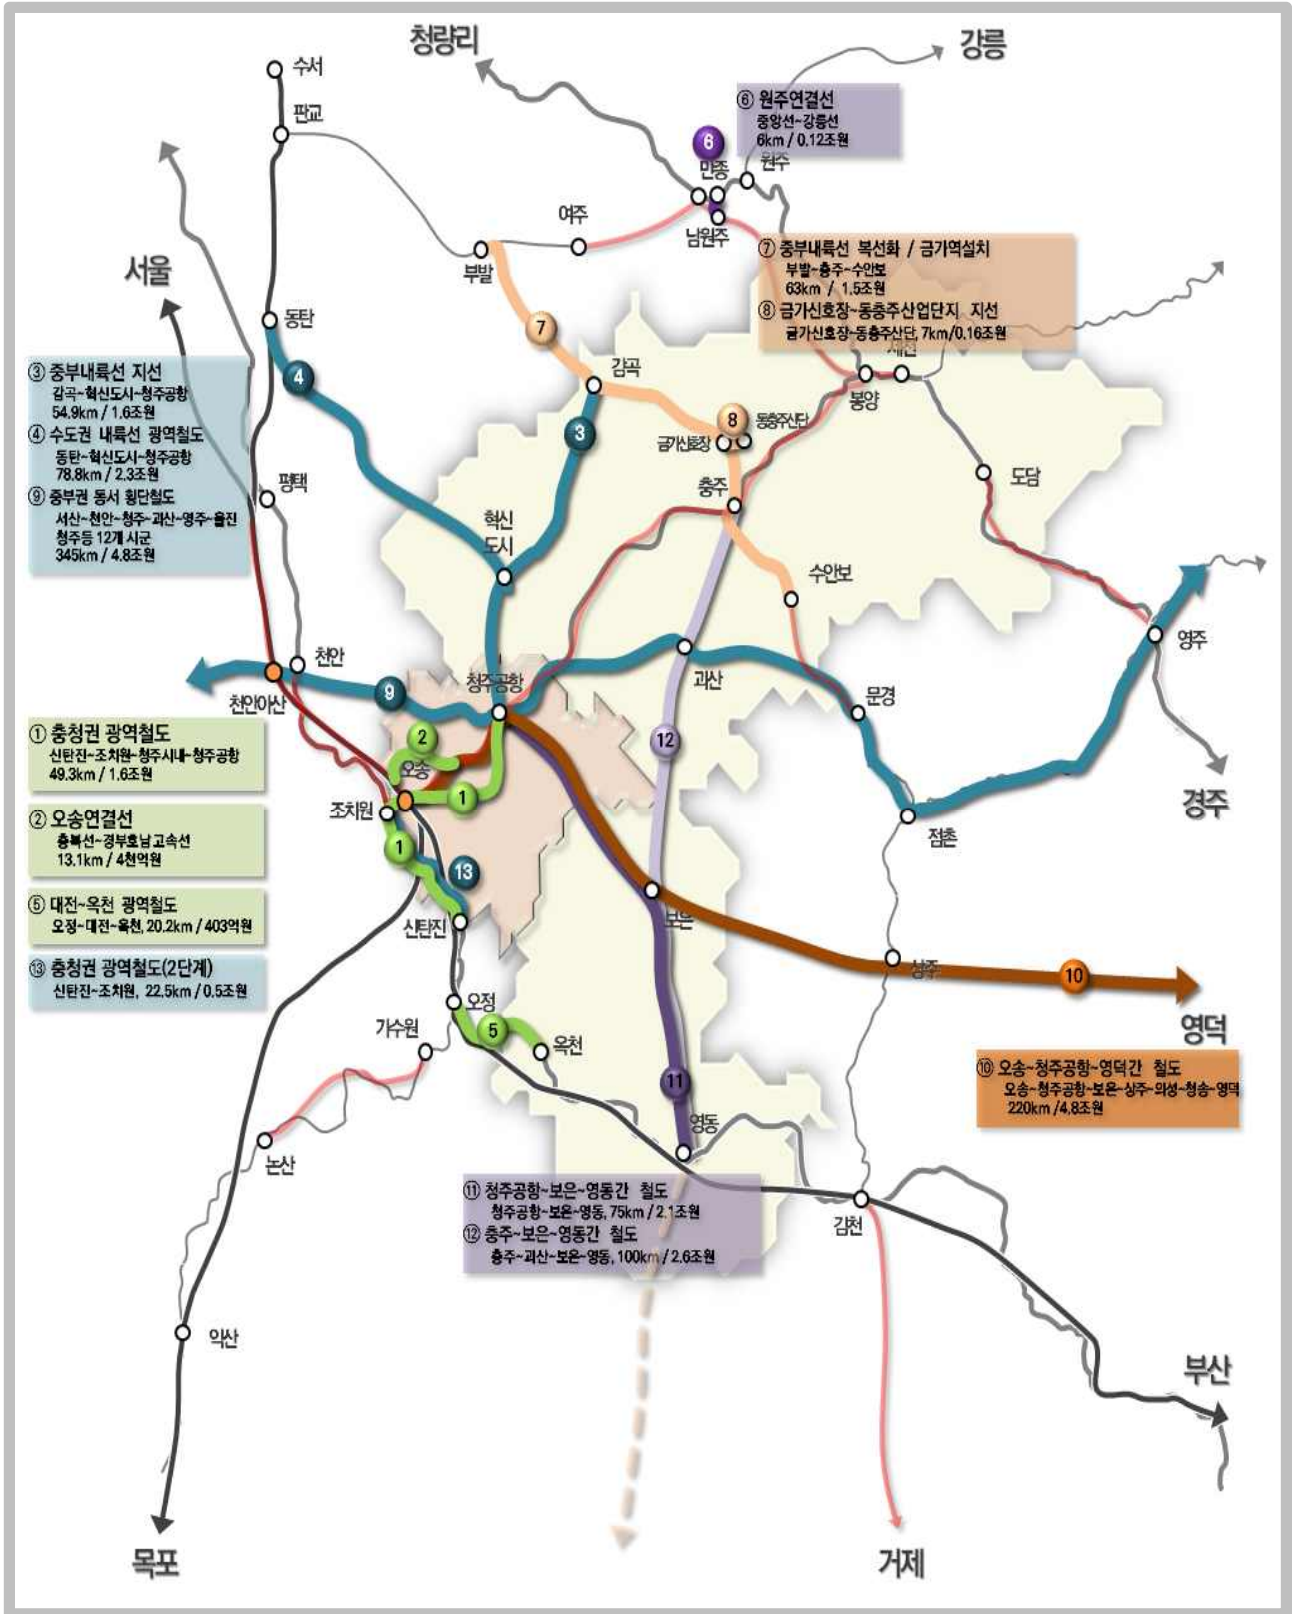 청량리
강릉
수서
판교
⑥ 원주연결선
중앙선~강릉선
6km / 0.12조원
6
만종
원주
여주
남원주
부발
서울
⑦ 중부내륙선 복선화 / 금가역설치
부발~충주~수안보
63km / 1.5조원
⑧ 금가신호장~동충주산업단지 지선
금가신호장~동충주산단, 7km/0.16조원
제천
봉양
동탄
7
감곡
③ 중부내륙선 지선
감곡~혁신도시~청주공항
54.9km / 1.6조원
④ 수도권 내륙선 광역철도
동탄~혁신도시~청주공항
78.8km / 2.3조원
⑨ 중부권 동서 횡단철도
서산~천안~청주~괴산~영주~울진
청주등 12개 시군
345km / 4.8조원
4
3
8
동충주산단
금가신호장
도담
평택
충주
혁신
도시
수안보
영주
천안
천안아산
9
청주공항
괴산
문경
① 충청권 광역철도
신탄진~조치원~청주시내~청주공항
49.3km / 1.6조원
2
오송
12
1
조치원
경주
점촌
② 오송연결선
충북선~경부호남고속선
13.1km / 4천억원
1
13
⑤ 대전~옥천 광역철도
오정~대전~옥천, 20.2km / 403억원
신탄진
보은
⑬ 충청권 광역철도(2단계)
신탄진~조치원, 22.5km / 0.5조원
상주
10
영덕
오정
가수원
5
옥천
⑩ 오송~청주공항~영덕간 철도
오송~청주공항~보은~상주~의성~청송~영덕
220km /4.8조원
11
영동
논산
⑪ 청주공항~보은~영동간 철도
청주공항~보은~영동, 75km / 2.1조원
⑫ 충주~보은~영동간 철도
충주~괴산~보은~영동, 100km / 2.6조원
김천
익산
부산
목포
거제